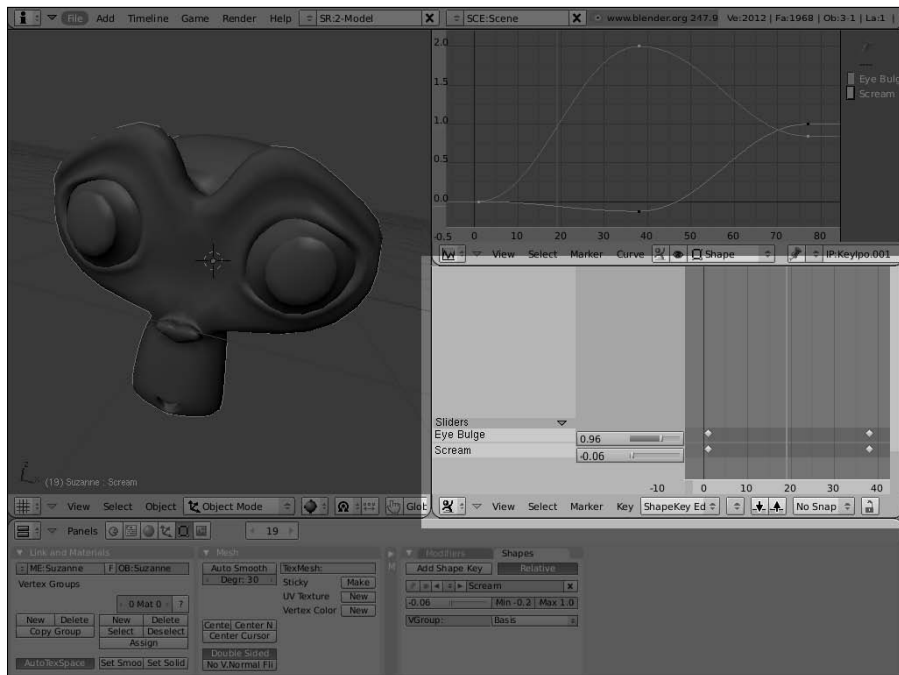 File Add Timeline Game Render Help SR:2-Model X SCE:Scene X www.blender.org 247.9 Ve:2012 | Fa:1968 | Ob:3-1 | La:1 |
2.0
1.5
1.0
0.5
0.0
-0.5 0 10 20 30 40 50 60 70 80
Eye Bulg
Scream
View Select Marker Curve Shape IP:KeyIpo.001
Sliders
Eye Bulge 0.96
Scream -0.06
-10 0 10 20 30 40
z
(19) Suzanne : Scream
View Select Object Object Mode Glob
View Select Marker Key ShapeKey Ed No Snap
Panels 19
Link and Materials
ME:Suzanne F OB:Suzanne
Vertex Groups
0 Mat 0 ?
New Delete New Delete
Copy Group Select Deselect
Assign
AutoTexSpace Set Smoo Set Solid
Mesh
Auto Smooth TexMesh:
Degr: 30 Sticky Make
UV Texture New
Vertex Color New
Cente Center N
Center Cursor
Double Sided
No V.Normal Fli
M
Modifiers Shapes
Add Shape Key Relative
Scream X
-0.06 Min -0.2 Max 1.0
VGroup: Basis